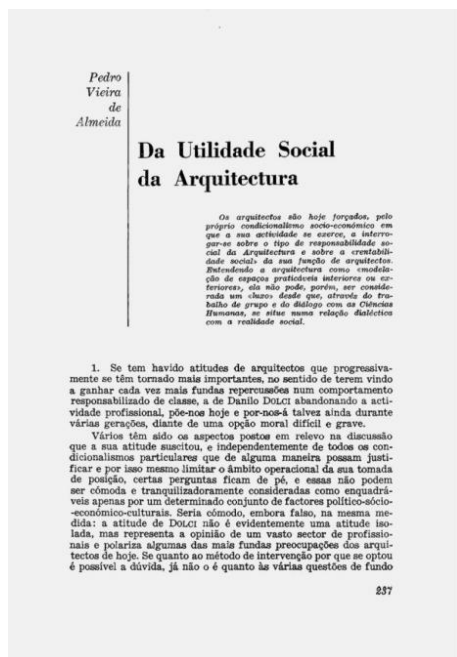 Pedro
Vieira
de
Almeida
Da Utilidade Social
da Arquitectura
Os arquitectos são hoje forçados, pelo
próprio condicionalismo socio-económico em
que a sua actividade se exerce, a interro-
gar-se sobre o tipo de responsabilidade so-
cial da Arquitectura e sobre a «rentabili-
dade social» da sua função de arquitectos.
Entendendo a arquitectura como «modela-
ção de espaços praticáveis interiores ou ex-
teriores», ela não pode, porém, ser conside-
rada um «luxo» desde que, através do tra-
balho de grupo e do diálogo com as Ciências
Humanas, se situe numa relação dialéctica
com a realidade social.
1. Se tem havido atitudes de arquitectos que progressiva-
mente se têm tornado mais importantes, no sentido de terem vindo
a ganhar cada vez mais fundas repercussões num comportamento
responsabilizado de classe, a de Danilo DOLCI abandonando a acti-
vidade profissional, põe-nos hoje e por-nos-á talvez ainda durante
várias gerações, diante de uma opção moral difícil e grave.
Vários têm sido os aspectos postos em relevo na discussão
que a sua atitude suscitou, e independentemente de todos os con-
dicionalismos particulares que de alguma maneira possam justi-
ficar e por isso mesmo limitar o âmbito operacional da sua tomada
de posição, certas perguntas ficam de pé, e essas não podem
ser cómoda e tranquilizadoramente consideradas como enquadrá-
veis apenas por um determinado conjunto de factores político-sócio-
-económico-culturais. Seria cómodo, embora falso, na mesma me-
dida: a atitude de DOLCI não é evidentemente uma atitude iso-
lada, mas representa a opinião de um vasto sector de profissio-
nais e polariza algumas das mais fundas preocupações dos arqui-
tectos de hoje. Se quanto ao método de intervenção por que se optou
é possível a dúvida, já não o é quanto às várias questões de fundo
237